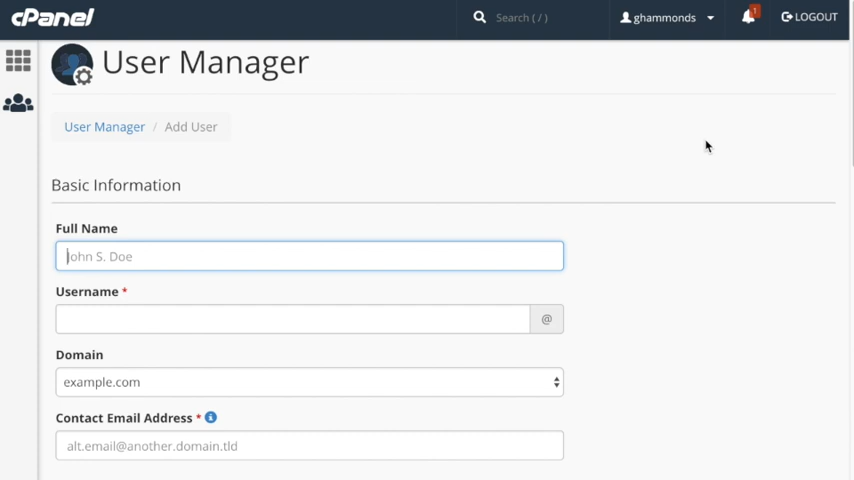 cPanel
Search ( / )
ghammonds
1
LOGOUT
User Manager
User Manager / Add User
Basic Information
Full Name
John S. Doe
Username *
@
Domain
example.com
Contact Email Address *
alt.email@another.domain.tld